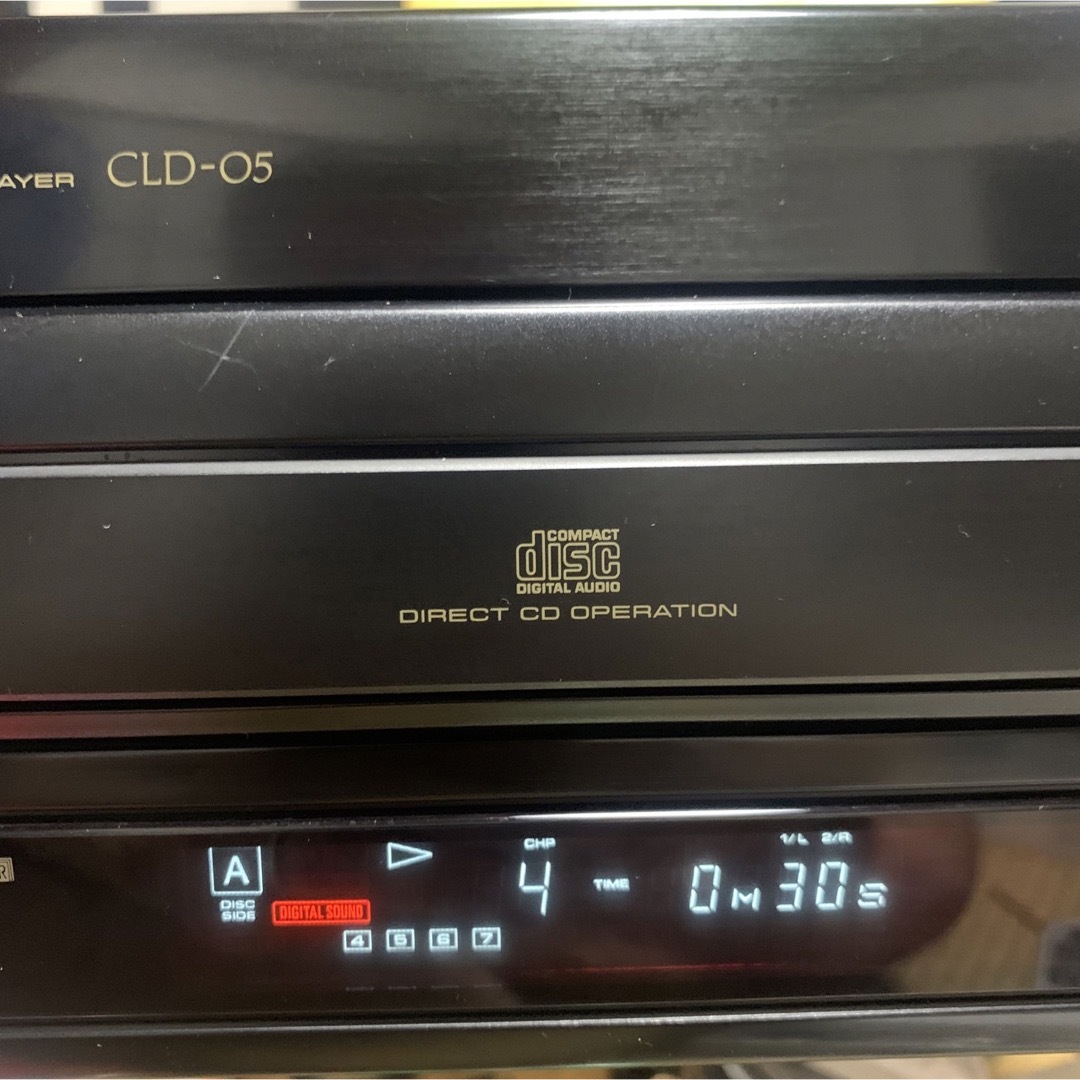 AYER CLD-05
COMPACT
disc
DIGITAL AUDIO
DIRECT CD OPERATION
R
A
DISC
SIDE
DIGITAL SOUND
4 5 6 7
CHP
4
TIME
1/L 2/R
0M30S